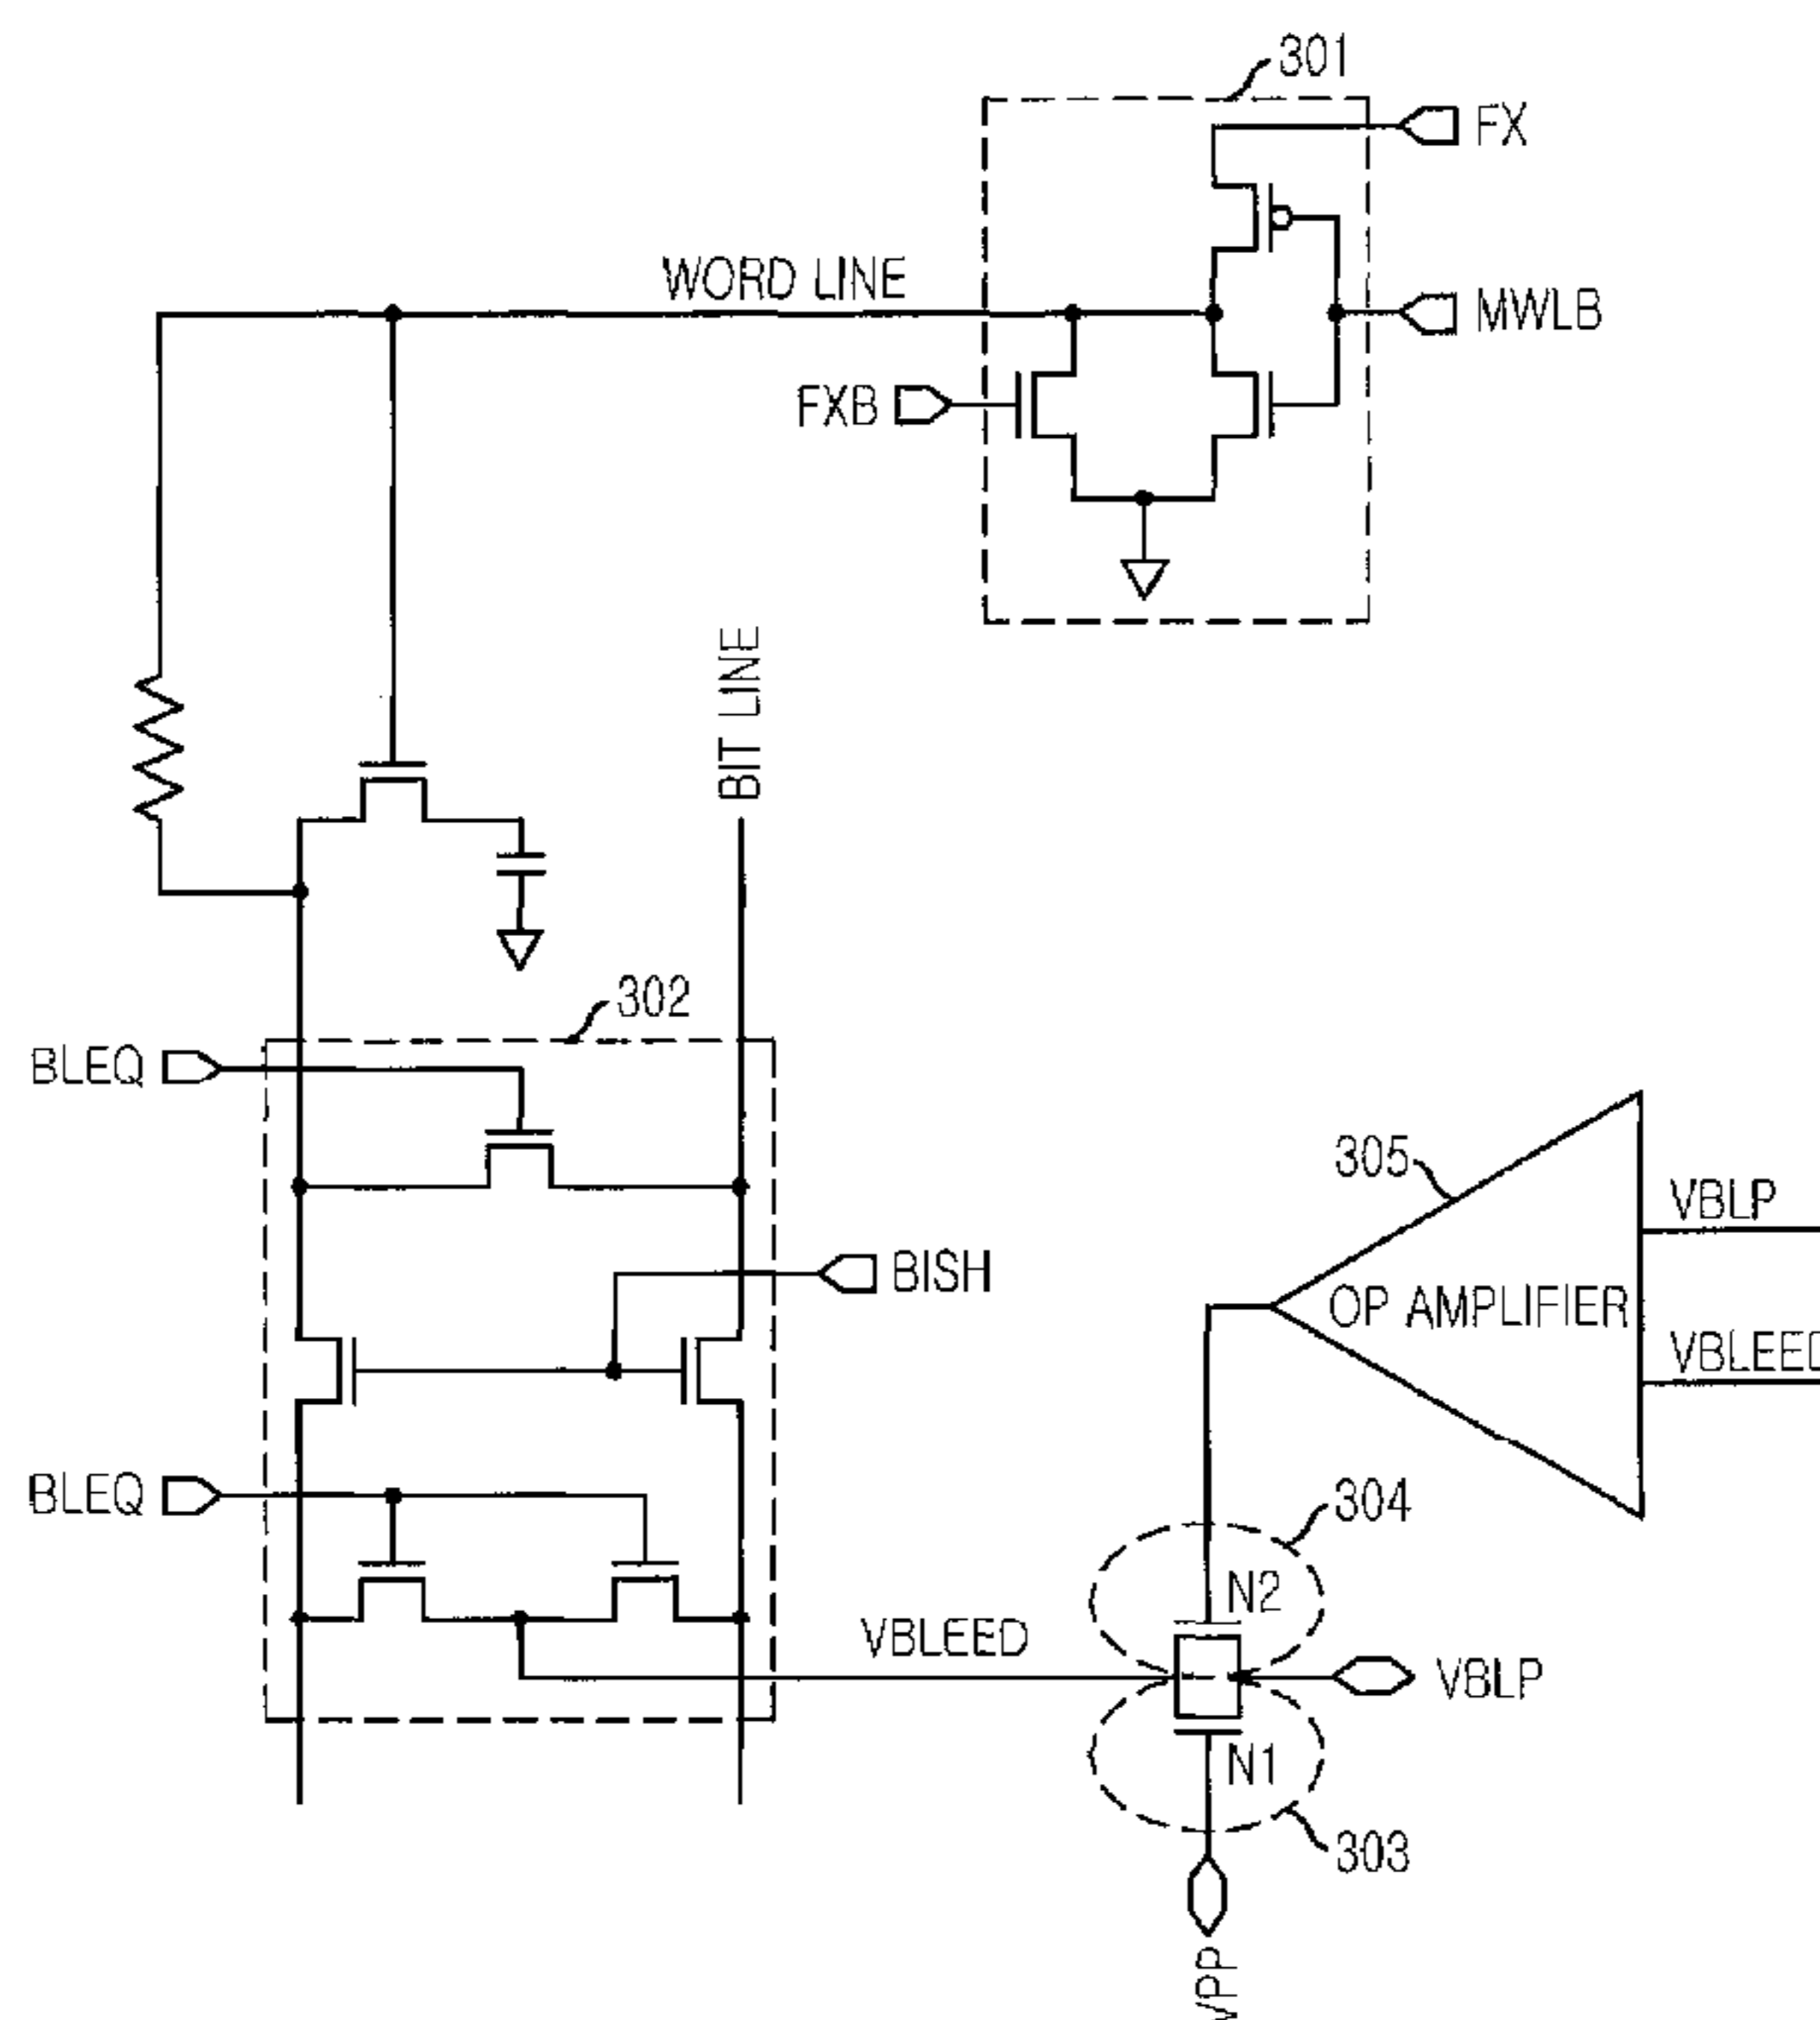 301
FX
WORD LINE
MWLB
FXB
BIT LINE
302
BLEQ
305
VBLP
BISH
OP AMPLIFIER
VBLEED
BLEQ
304
N2
VBLEED
VBLP
N1
303
VPP